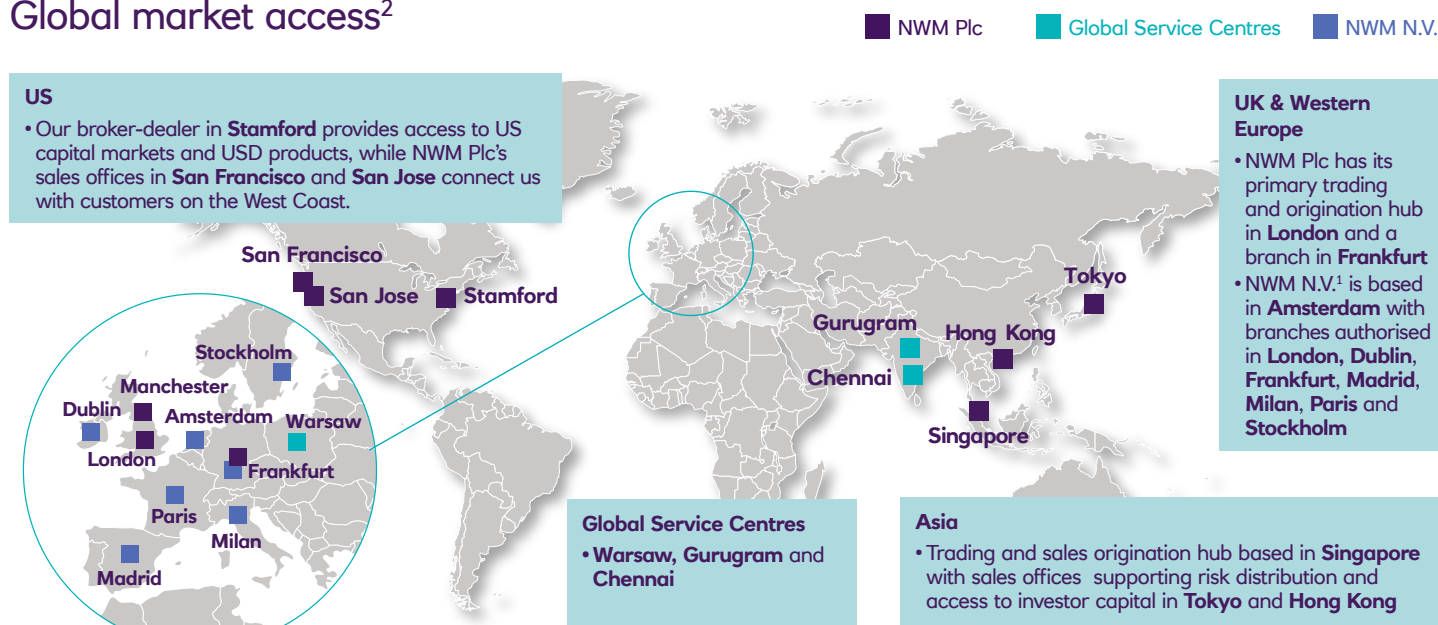 Global market access²
NWM Plc
Global Service Centres
NWM N.V.
US
• Our broker-dealer in Stamford provides access to US
capital markets and USD products, while NWM Plc's
sales offices in San Francisco and San Jose connect us
with customers on the West Coast.
UK & Western
Europe
• NWM Plc has its
primary trading
and origination hub
in London and a
branch in Frankfurt
• NWM N.V.¹ is based
in Amsterdam with
branches authorised
in London, Dublin,
Frankfurt, Madrid,
Milan, Paris and
Stockholm
San Francisco
San Jose
Stamford
Tokyo
Gurugram
Hong Kong
Chennai
Singapore
Stockholm
Manchester
Dublin
Amsterdam
Warsaw
London
Frankfurt
Paris
Milan
Madrid
Global Service Centres
• Warsaw, Gurugram and
Chennai
Asia
• Trading and sales origination hub based in Singapore
with sales offices supporting risk distribution and
access to investor capital in Tokyo and Hong Kong